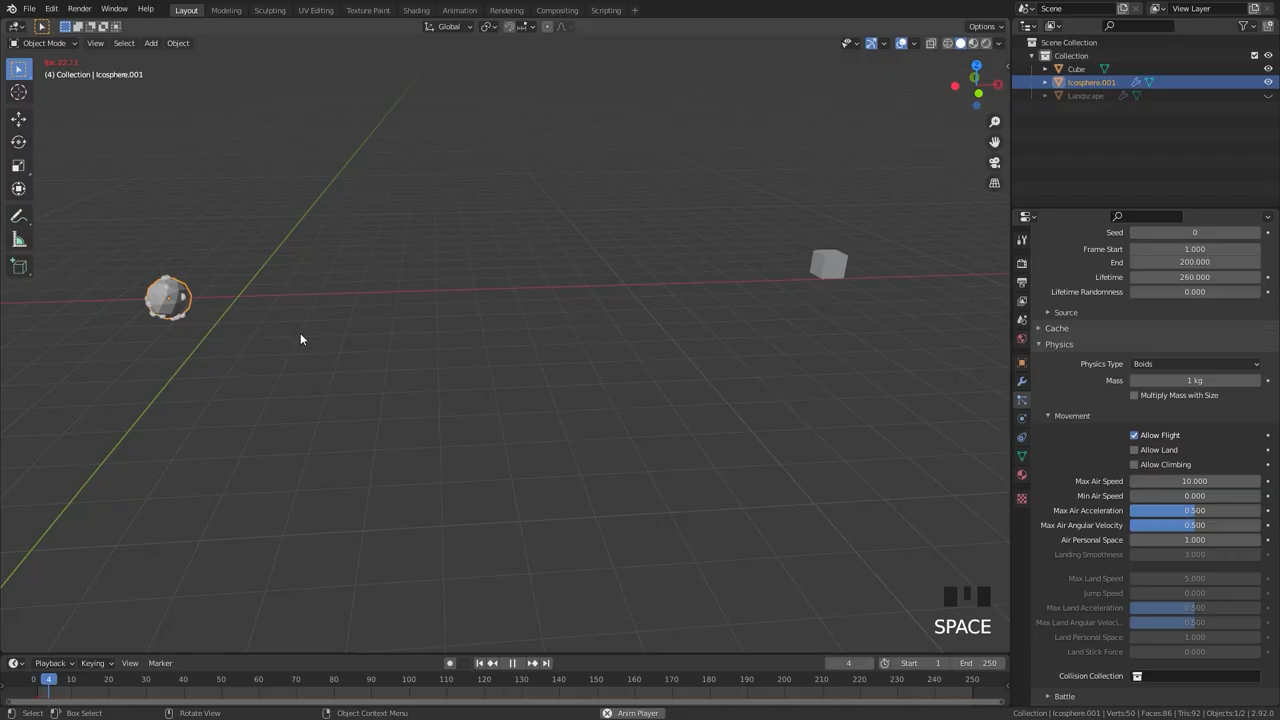 File Edit Render Window Help Layout Modeling Sculpting UV Editing Texture Paint Shading Animation Rendering Compositing Scripting Scene View Layer
Global Options
Object Mode View Select Add Object
fps: 22.13
(4) Collection | Icosphere.001
Z
Scene Collection
Collection
Cube
Icosphere.001
Landscape
Seed 0
Frame Start 1.000
End 200.000
Lifetime 260.000
Lifetime Randomness 0.000
Source
Cache
Physics
Physics Type Boids
Mass 1 kg
Multiply Mass with Size
Movement
Allow Flight
Allow Land
Allow Climbing
Max Air Speed 10.000
Min Air Speed 0.000
Max Air Acceleration 0.500
Max Air Angular Velocity 0.500
Air Personal Space 1.000
Landing Smoothness 3.000
Max Land Speed 5.000
Jump Speed 0.000
Max Land Acceleration 0.500
Max Land Angular Veloci... 0.500
Land Personal Space 1.000
Land Stick Force 0.000
Collision Collection
Battle
SPACE
Playback Keying View Marker 4 Start 1 End 250
0 4 10 20 30 40 50 60 70 80 90 100 110 120 130 140 150 160 170 180 190 200 210 220 230 240 250
Select Box Select Rotate View Object Context Menu Anim Player Collection | Icosphere.001 | Verts:50 | Faces:86 | Tris:92 | Objects:1/2 | 2.92.0